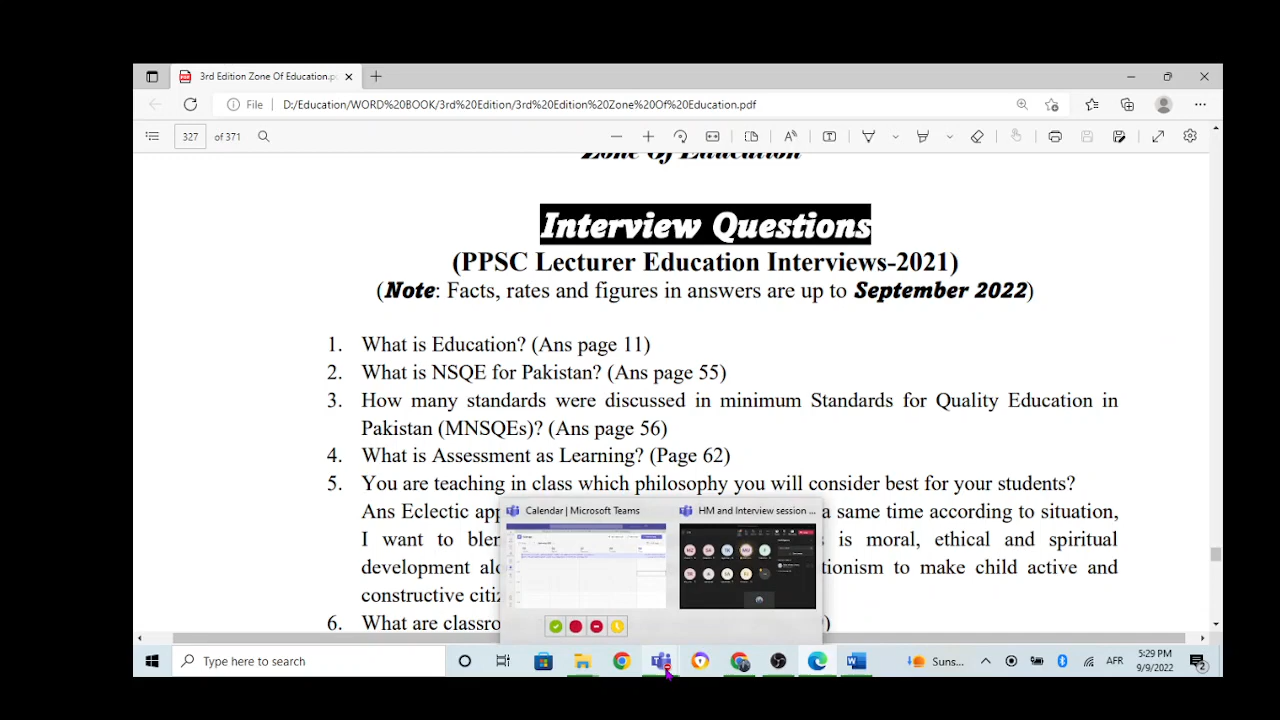 3rd Edition Zone Of Education.p
File D:/Education/WORD%20BOOK/3rd%20Edition/3rd%20Edition%20Zone%20Of%20Education.pdf
327 of 371
Zone Of Education
Interview Questions
(PPSC Lecturer Education Interviews-2021)
(Note: Facts, rates and figures in answers are up to September 2022)
1. What is Education? (Ans page 11)
2. What is NSQE for Pakistan? (Ans page 55)
3. How many standards were discussed in minimum Standards for Quality Education in
Pakistan (MNSQEs)? (Ans page 56)
4. What is Assessment as Learning? (Page 62)
5. You are teaching in class which philosophy you will consider best for your students?
Ans Eclectic app a same time according to situation,
I want to blen is moral, ethical and spiritual
development alo tionism to make child active and
constructive citiz
6. What are classro )
Calendar | Microsoft Teams
HM and Interview session ...
Type here to search
Suns...
AFR
5:29 PM
9/9/2022
2